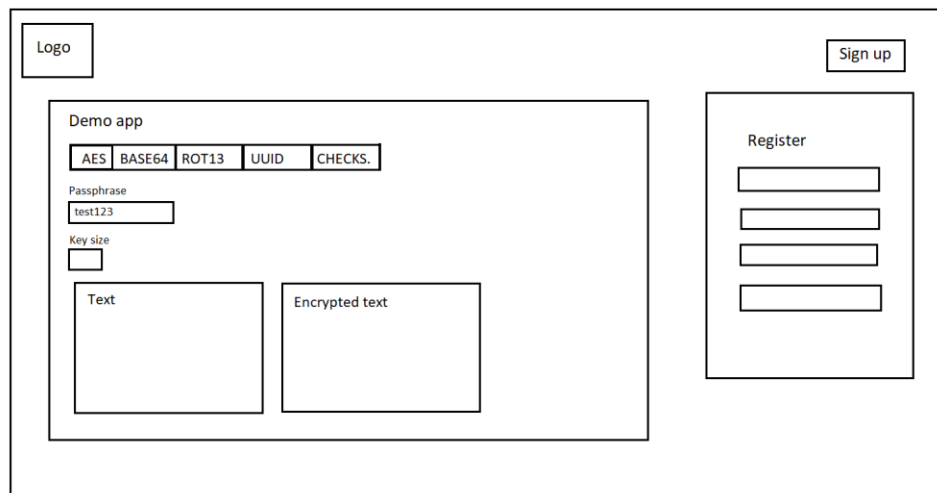 Logo
Sign up
Demo app
AES BASE64 ROT13 UUID CHECKS.
Passphrase
test123
Key size
Text
Encrypted text
Register